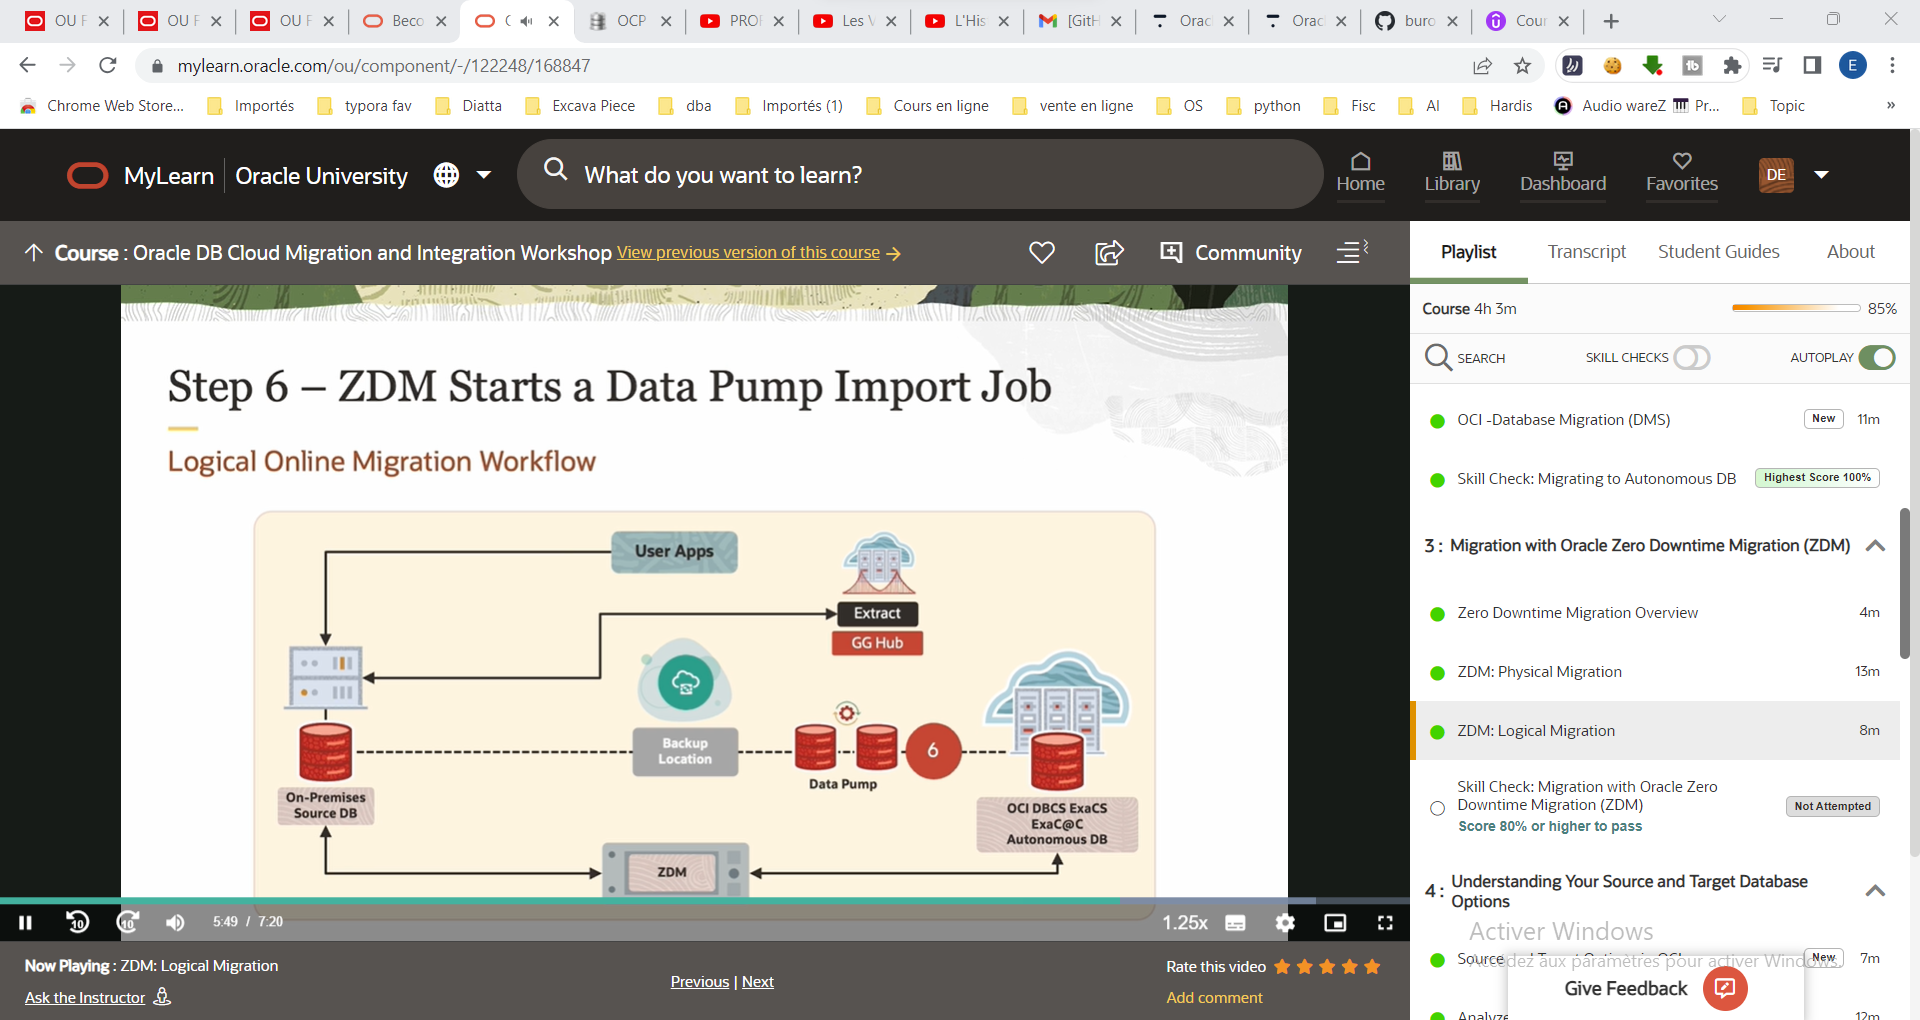 OU F
OU F
OU F
Beco
C
OCP
PROF
Les V
L'His
[GitH
Orac
Orac
buro
Cour
mylearn.oracle.com/ou/component/-/122248/168847
E
Chrome Web Store...
Importés
typora fav
Diatta
Excava Piece
dba
Importés (1)
Cours en ligne
vente en ligne
OS
python
Fisc
AI
Hardis
Audio wareZ
Pr...
Topic
»
MyLearn
Oracle University
What do you want to learn?
Home
Library
Dashboard
Favorites
DE
Course : Oracle DB Cloud Migration and Integration Workshop View previous version of this course
Community
Playlist
Transcript
Student Guides
About
Course 4h 3m
85%
SEARCH
SKILL CHECKS
AUTOPLAY
Step 6 – ZDM Starts a Data Pump Import Job
Logical Online Migration Workflow
User Apps
Extract
GG Hub
Backup
Location
6
Data Pump
On-Premises
Source DB
OCI DBCS ExaCS
ExaC@C
Autonomous DB
ZDM
OCI -Database Migration (DMS)
New
11m
Skill Check: Migrating to Autonomous DB
Highest Score 100%
3 : Migration with Oracle Zero Downtime Migration (ZDM)
Zero Downtime Migration Overview
4m
ZDM: Physical Migration
13m
ZDM: Logical Migration
8m
Skill Check: Migration with Oracle Zero
Downtime Migration (ZDM)
Not Attempted
Score 80% or higher to pass
4 : Understanding Your Source and Target Database
Options
Activer Windows
Accédez aux paramètres pour activer Windows.
New
7m
Give Feedback
Analyze
12m
10
10
5:49 / 7:20
1.25x
Now Playing : ZDM: Logical Migration
Ask the Instructor
Previous | Next
Rate this video
Add comment